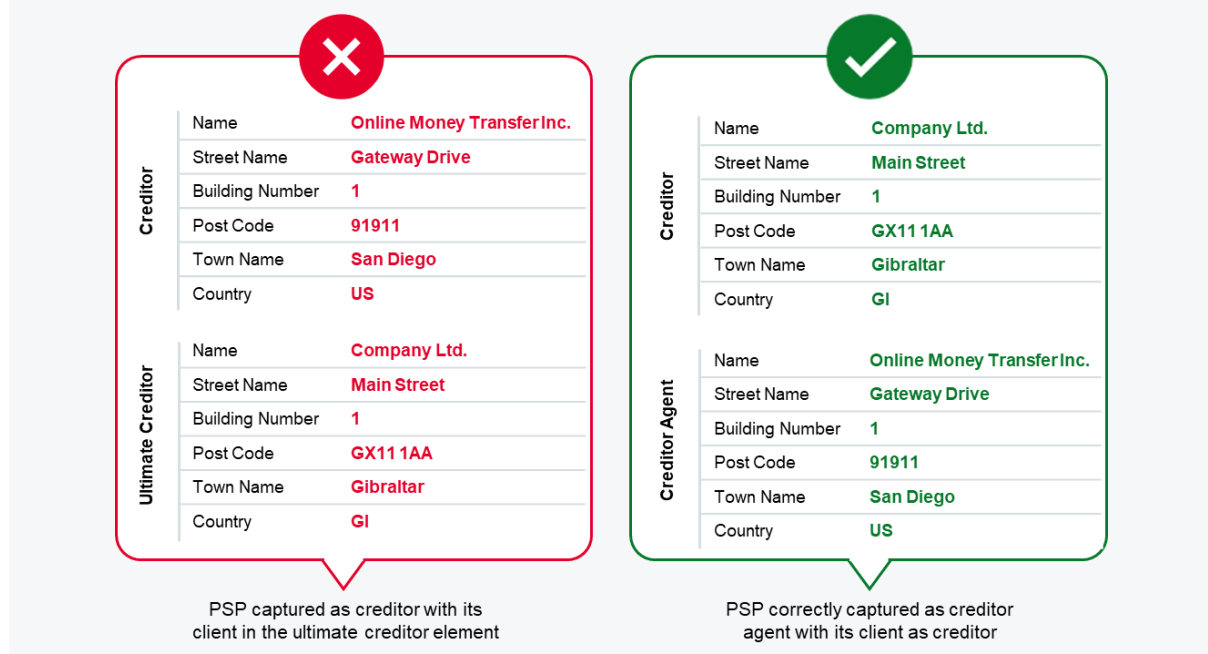 Creditor
Name Online Money Transfer Inc.
Street Name Gateway Drive
Building Number 1
Post Code 91911
Town Name San Diego
Country US
Ultimate Creditor
Name Company Ltd.
Street Name Main Street
Building Number 1
Post Code GX11 1AA
Town Name Gibraltar
Country GI
PSP captured as creditor with its
client in the ultimate creditor element
Creditor
Name Company Ltd.
Street Name Main Street
Building Number 1
Post Code GX11 1AA
Town Name Gibraltar
Country GI
Creditor Agent
Name Online Money Transfer Inc.
Street Name Gateway Drive
Building Number 1
Post Code 91911
Town Name San Diego
Country US
PSP correctly captured as creditor
agent with its client as creditor